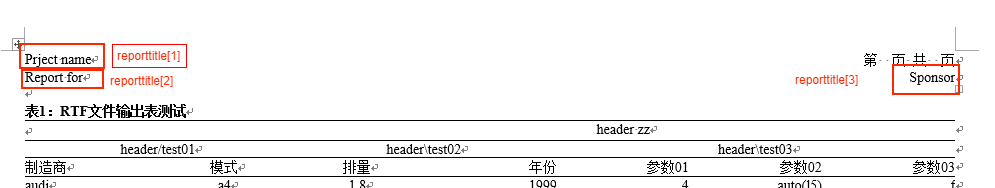 Prject name reporttitle[1] 第 页 共 页
Report for reporttitle[2] reporttitle[3] Sponsor
表1：RTF文件输出表测试
header zz
header/test01 header\test02 header\test03
制造商 模式 排量 年份 参数01 参数02 参数03
audi a4 1.8 1999 4 auto(l5) f